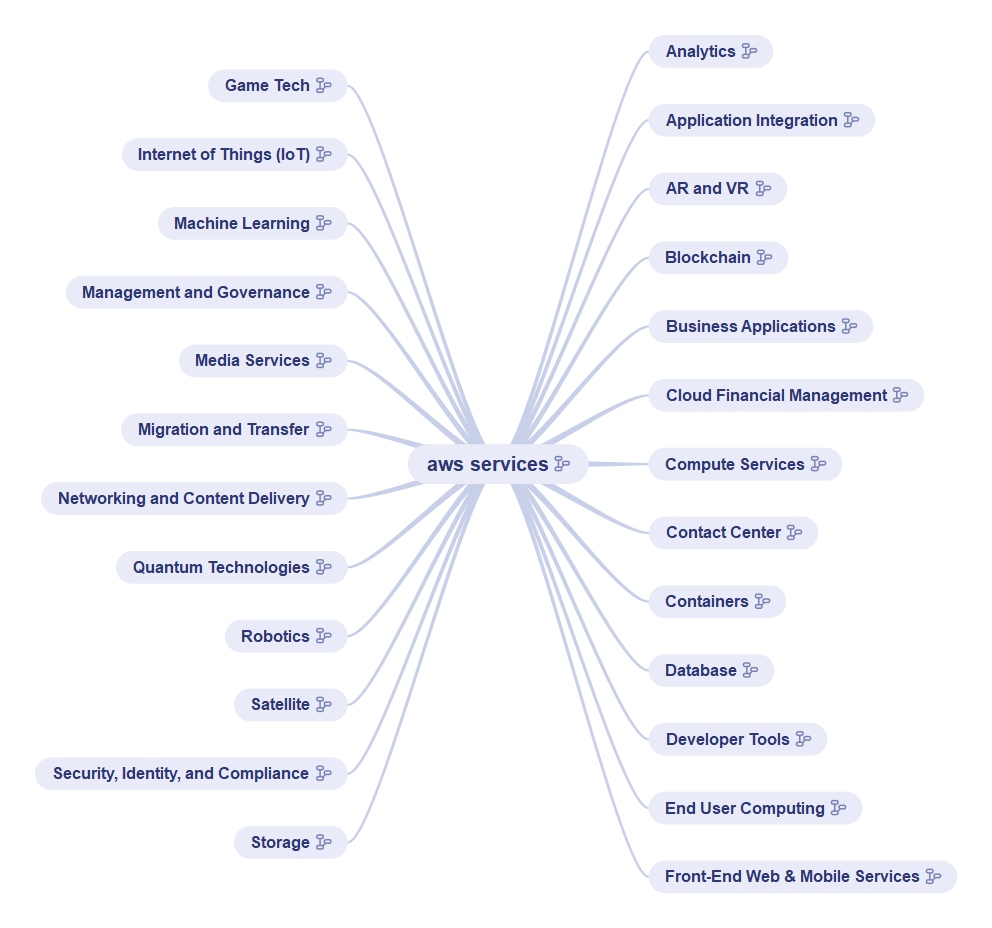 aws services
Analytics
Application Integration
AR and VR
Blockchain
Business Applications
Cloud Financial Management
Compute Services
Contact Center
Containers
Database
Developer Tools
End User Computing
Front-End Web & Mobile Services
Game Tech
Internet of Things (IoT)
Machine Learning
Management and Governance
Media Services
Migration and Transfer
Networking and Content Delivery
Quantum Technologies
Robotics
Satellite
Security, Identity, and Compliance
Storage